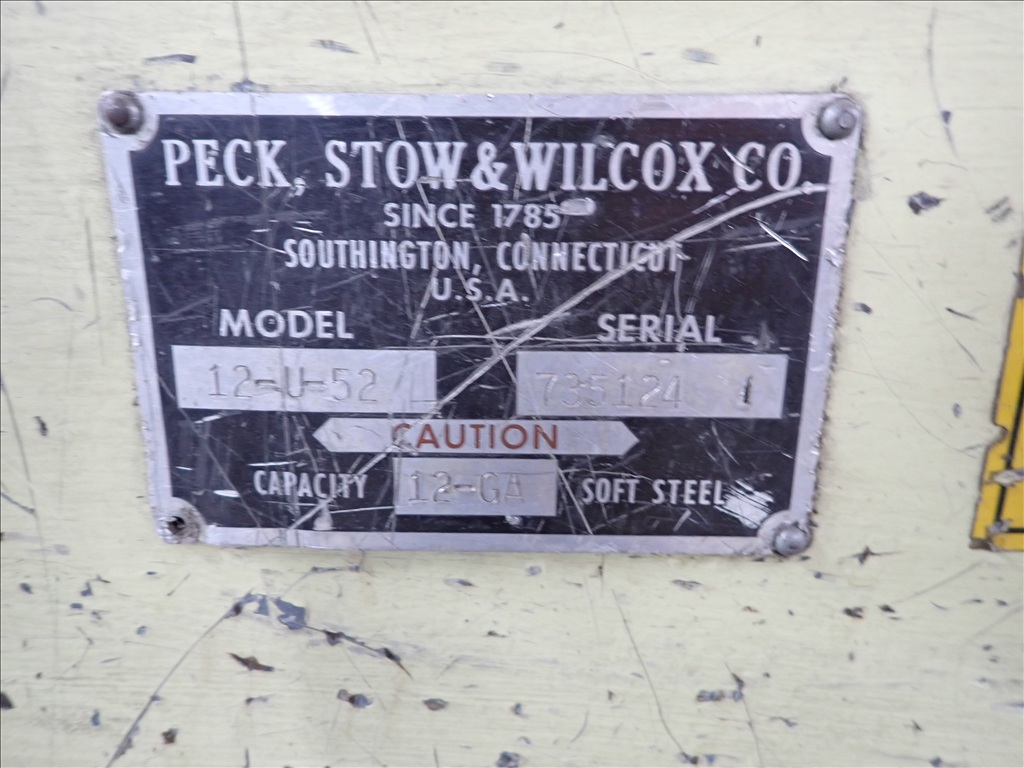 PECK, STOW & WILCOX CO.
SINCE 1785
SOUTHINGTON, CONNECTICUT
U.S.A.
MODEL SERIAL
12-U-52 L 735124 1
CAUTION
CAPACITY 12-GA SOFT STEEL